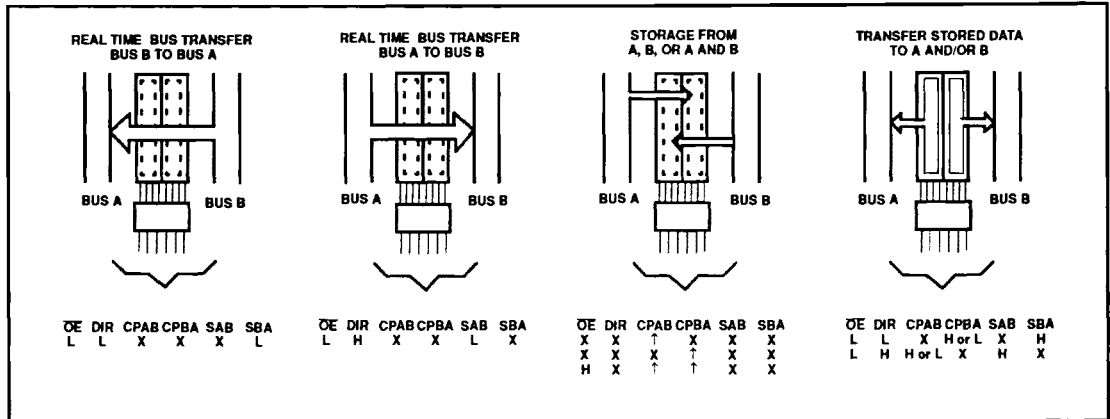 REAL TIME BUS TRANSFER
BUS B TO BUS A
BUS A
BUS B
OE DIR CPAB CPBA SAB SBA
L L X X X L
REAL TIME BUS TRANSFER
BUS A TO BUS B
BUS A
BUS B
OE DIR CPAB CPBA SAB SBA
L H X X L X
STORAGE FROM
A, B, OR A AND B
BUS A
BUS B
OE DIR CPAB CPBA SAB SBA
X X ↑ X X X
X X X ↑ X X
H X ↑ ↑ X X
TRANSFER STORED DATA
TO A AND/OR B
BUS A
BUS B
OE DIR CPAB CPBA SAB SBA
L L X H or L X H
L H H or L X H X